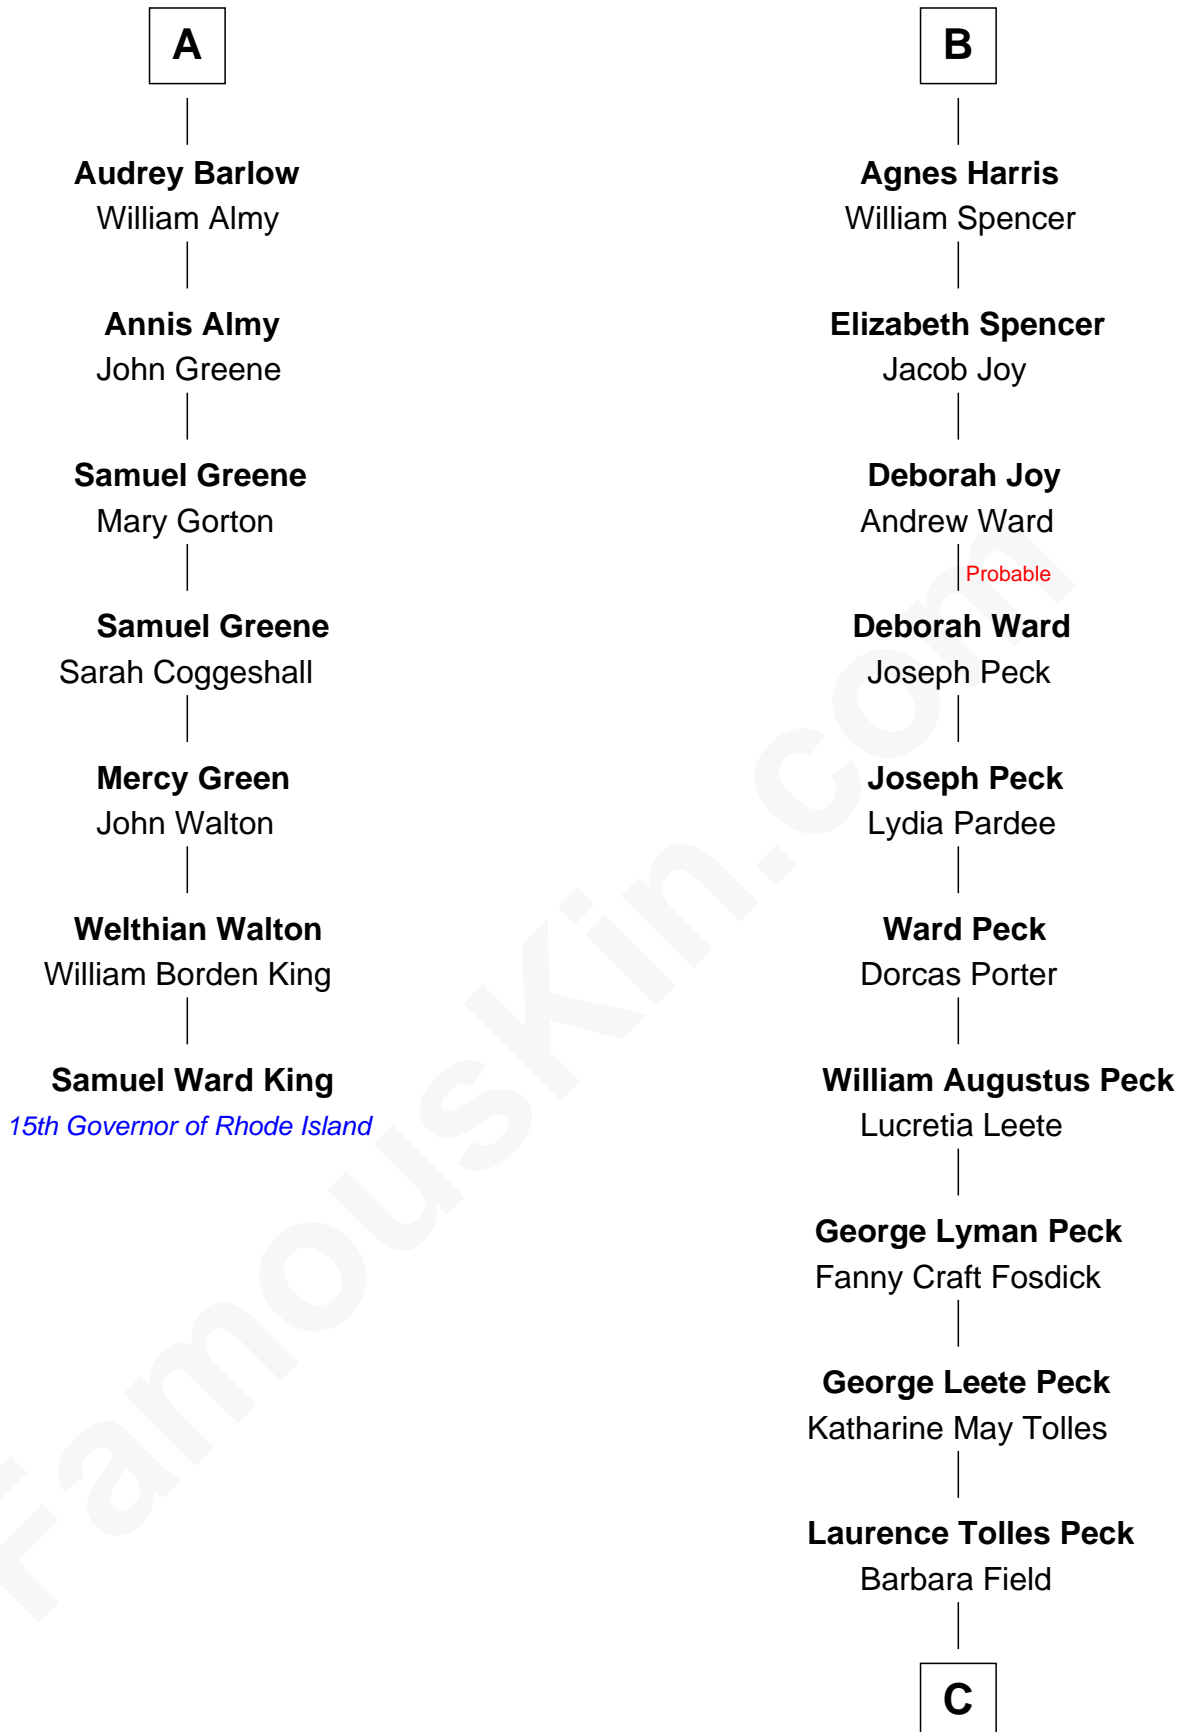 A
Audrey Barlow
William Almy
Annis Almy
John Greene
Samuel Greene
Mary Gorton
Samuel Greene
Sarah Coggeshall
Mercy Green
John Walton
Welthian Walton
William Borden King
Samuel Ward King
15th Governor of Rhode Island
B
Agnes Harris
William Spencer
Elizabeth Spencer
Jacob Joy
Deborah Joy
Andrew Ward
Probable
Deborah Ward
Joseph Peck
Joseph Peck
Lydia Pardee
Ward Peck
Dorcas Porter
William Augustus Peck
Lucretia Leete
George Lyman Peck
Fanny Craft Fosdick
George Leete Peck
Katharine May Tolles
Laurence Tolles Peck
Barbara Field
C
FamousKin.com